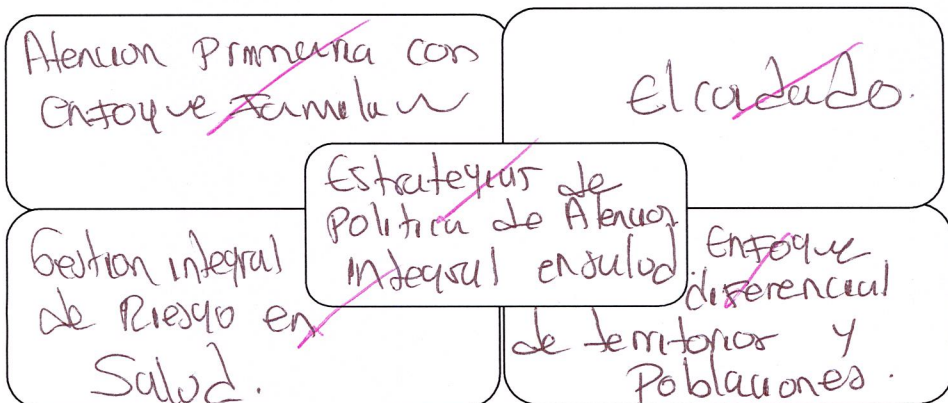 Atencion Primaria con
enfoque Familiar
El cuidado.
Estrategias de
Politica de Atencion
integral en salud
Gestion integral
de Riesgo en
Salud.
Enfoque
diferencial
de territorios y
Poblaciones.